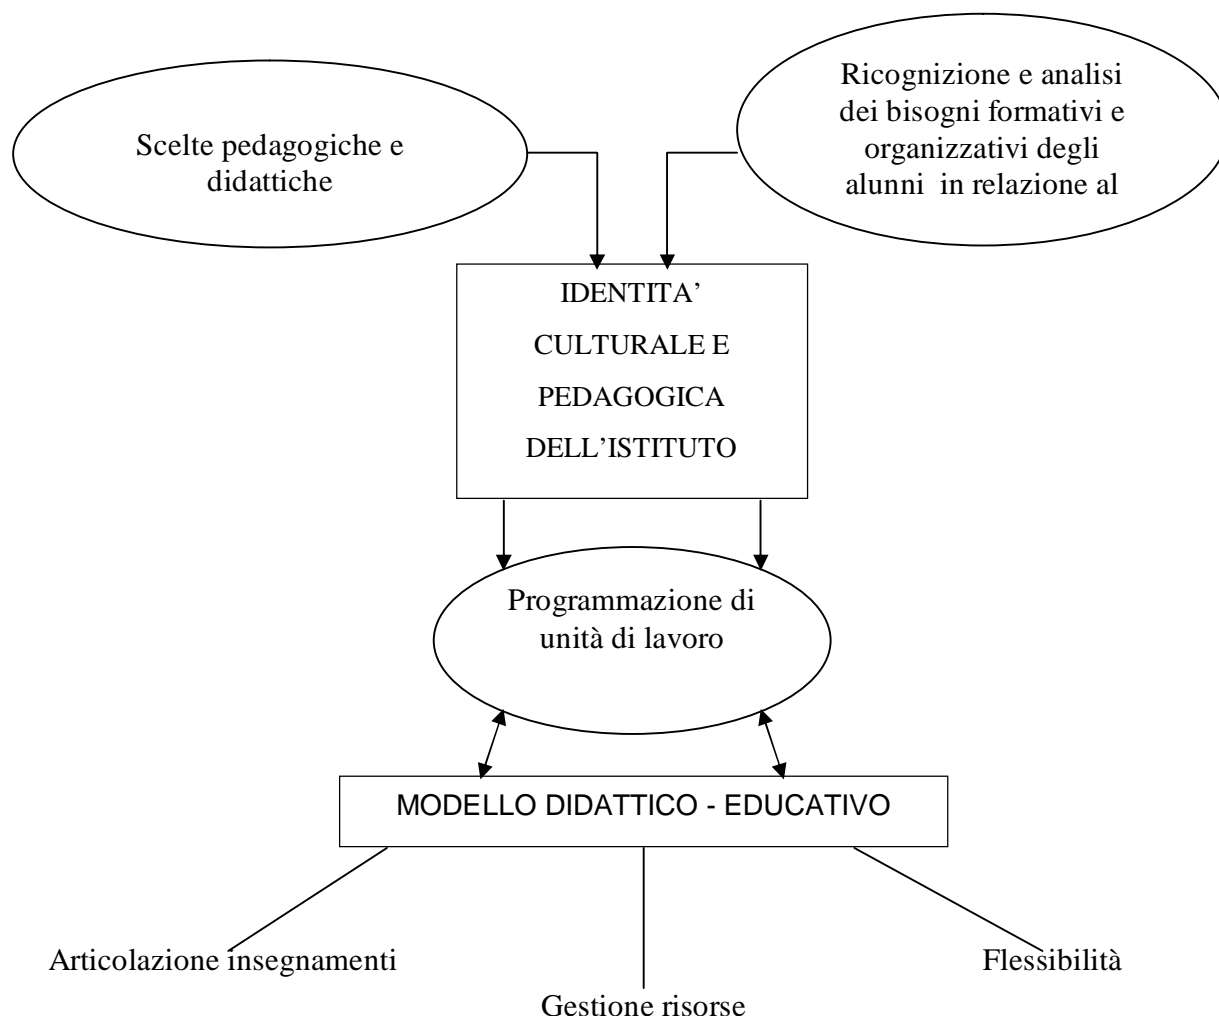 Scelte pedagogiche e
didattiche
Ricognizione e analisi
dei bisogni formativi e
organizzativi degli
alunni  in relazione al
IDENTITA’
CULTURALE E
PEDAGOGICA
DELL’ISTITUTO
Programmazione di
unità di lavoro
MODELLO DIDATTICO - EDUCATIVO
Articolazione insegnamenti
Flessibilità
Gestione risorse